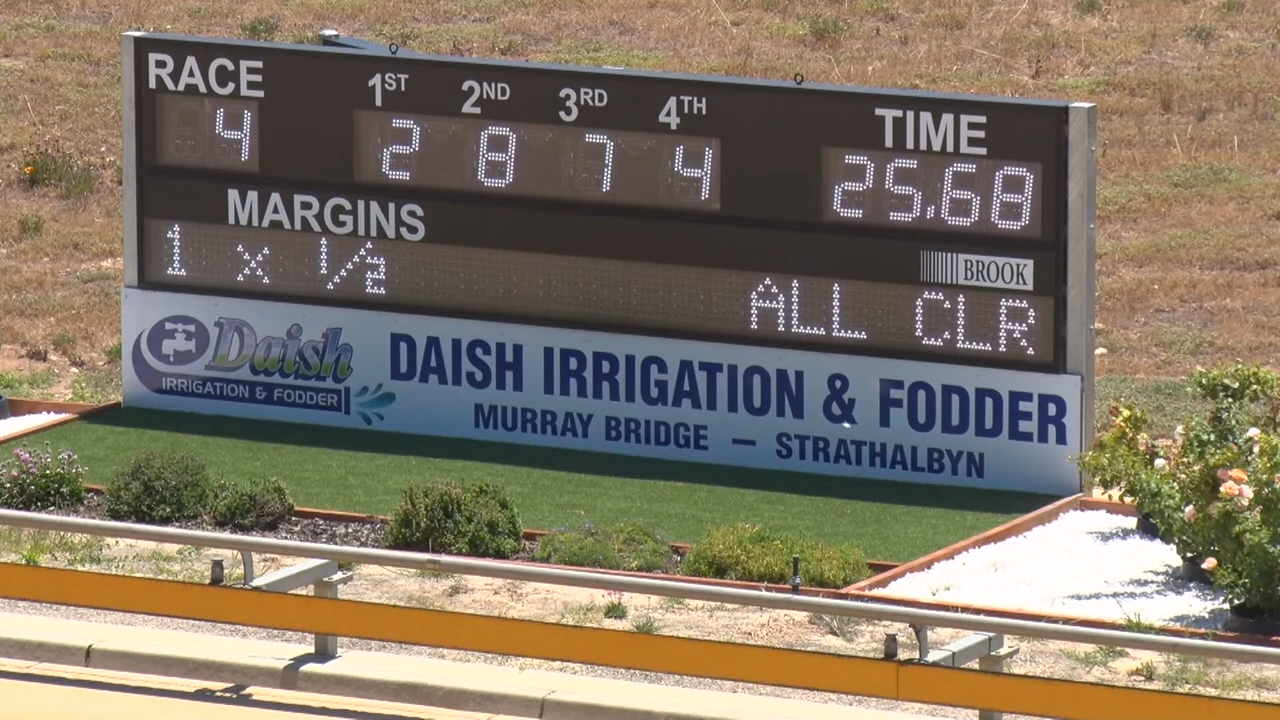 RACE 1ST 2ND 3RD 4TH TIME
4 2 8 7 4 25.68
MARGINS
BROOK
1 x 1/2 ALL CLR
Daish
IRRIGATION & FODDER
DAISH IRRIGATION & FODDER
MURRAY BRIDGE – STRATHALBYN